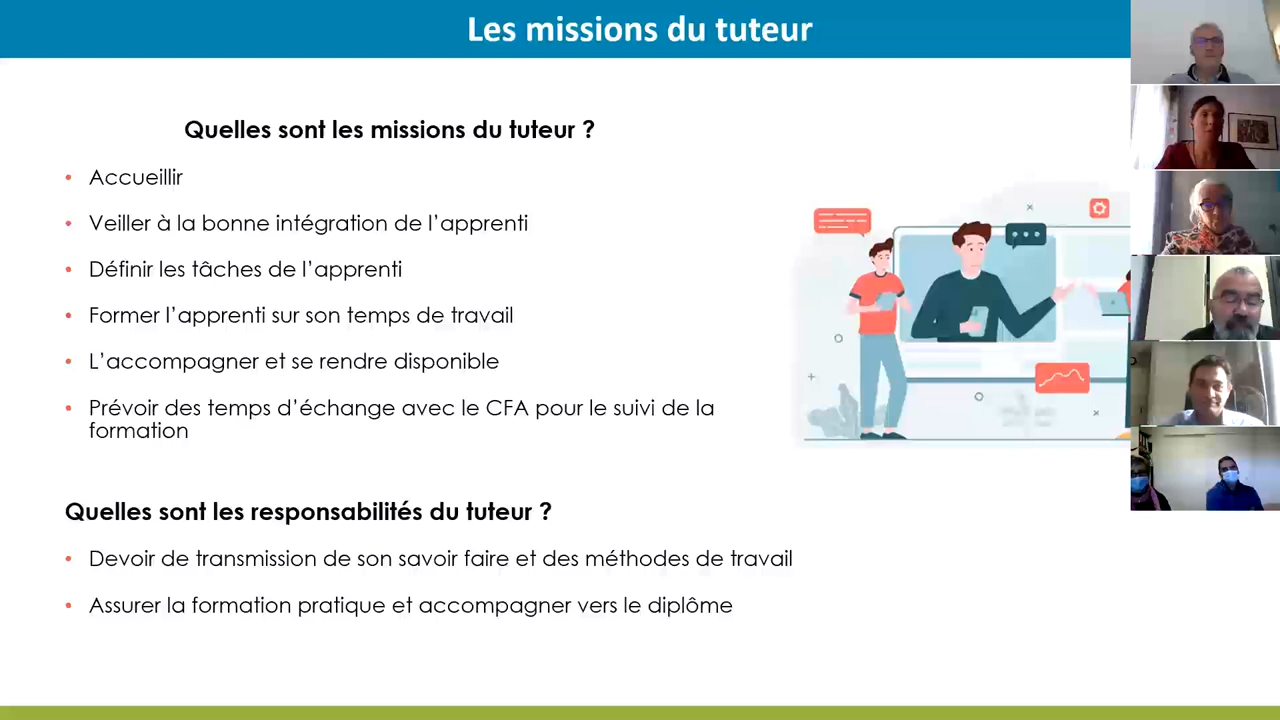 Les missions du tuteur
Quelles sont les missions du tuteur ?
• Accueillir
• Veiller à la bonne intégration de l’apprenti
• Définir les tâches de l’apprenti
• Former l’apprenti sur son temps de travail
• L’accompagner et se rendre disponible
• Prévoir des temps d’échange avec le CFA pour le suivi de la
formation
Quelles sont les responsabilités du tuteur ?
• Devoir de transmission de son savoir faire et des méthodes de travail
• Assurer la formation pratique et accompagner vers le diplôme